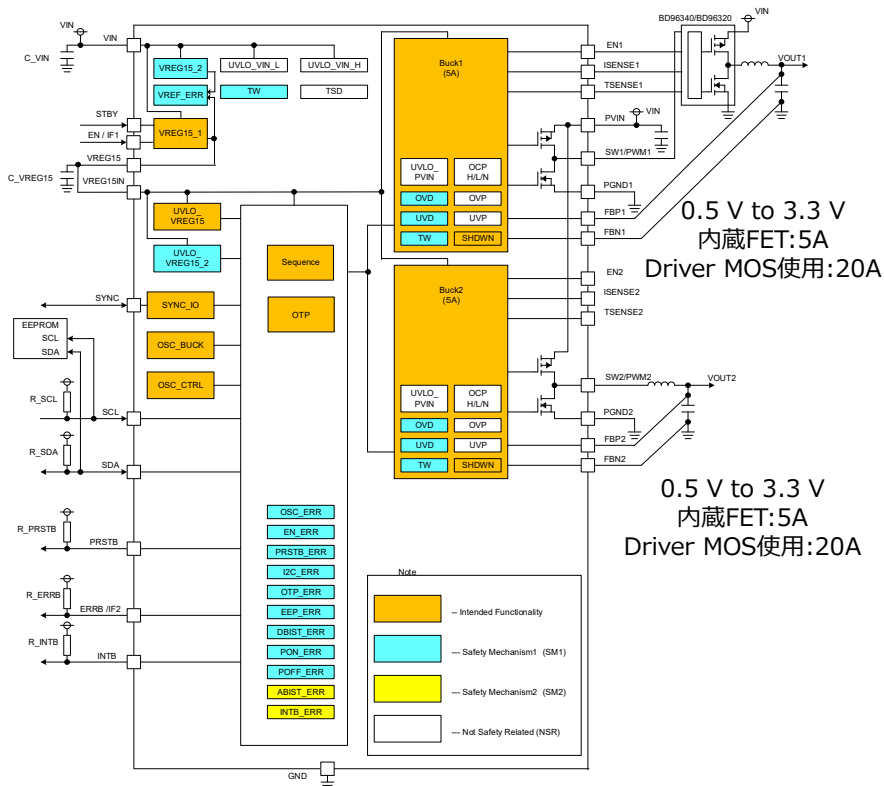 VIN
C_VIN
VIN
VREG15_2
UVLO_VIN_L
UVLO_VIN_H
VREF_ERR
TW
TSD
STBY
EN / IF1
VREG15_1
VREG15
C_VREG15
VREG15IN
UVLO_
VREG15
UVLO_
VREG15_2
Sequence
OTP
SYNC
SYNC_IO
EEPROM
SCL
SDA
OSC_BUCK
OSC_CTRL
R_SCL
SCL
R_SDA
SDA
R_PRSTB
PRSTB
R_ERRB
ERRB /IF2
R_INTB
INTB
OSC_ERR
EN_ERR
PRSTB_ERR
I2C_ERR
OTP_ERR
EEP_ERR
DBIST_ERR
PON_ERR
POFF_ERR
ABIST_ERR
INTB_ERR
GND
Buck1
(5A)
UVLO_
PVIN
OCP
H/L/N
OVD
OVP
UVD
UVP
TW
SHDWN
Buck2
(5A)
UVLO_
PVIN
OCP
H/L/N
OVD
OVP
UVD
UVP
TW
SHDWN
BD96340/BD96320
VIN
EN1
ISENSE1
TSENSE1
VOUT1
PVIN
VIN
SW1/PWM1
PGND1
FBP1
FBN1
0.5 V to 3.3 V
内蔵FET:5A
Driver MOS使用:20A
EN2
ISENSE2
TSENSE2
SW2/PWM2
VOUT2
PGND2
FBP2
FBN2
0.5 V to 3.3 V
内蔵FET:5A
Driver MOS使用:20A
Note
-- Intended Functionality
--- Safety Mechanism1 (SM1)
--- Safety Mechanism2 (SM2)
--- Not Safety Related (NSR)